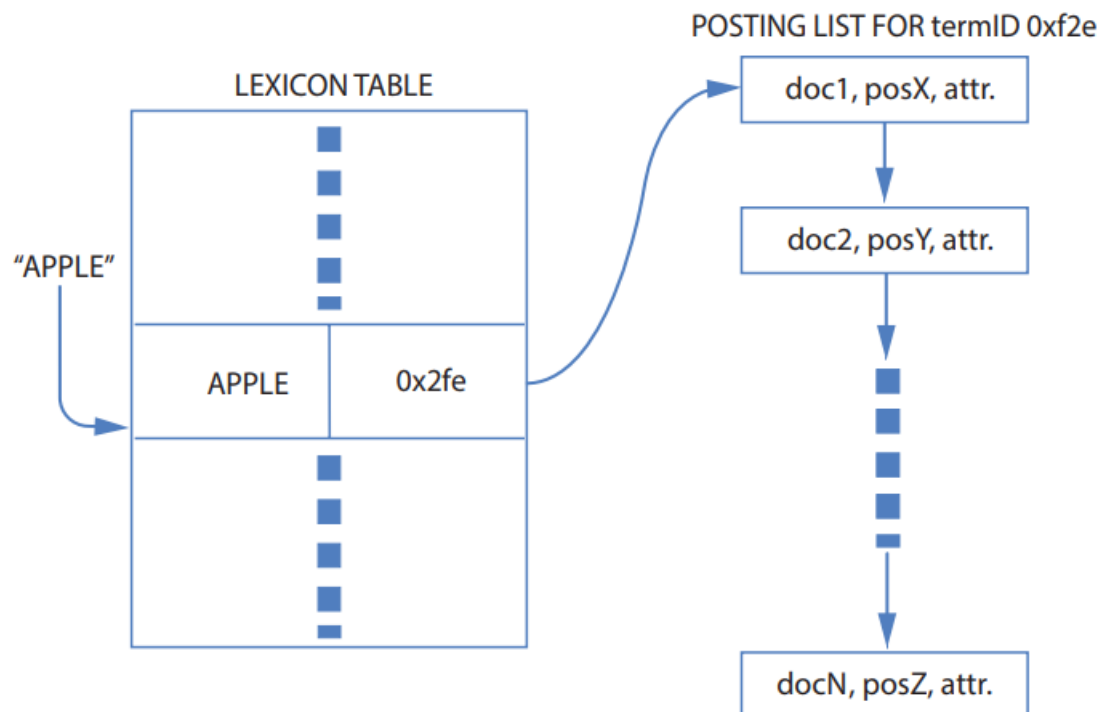 POSTING LIST FOR termID 0xf2e
LEXICON TABLE
doc1, posX, attr.
doc2, posY, attr.
“APPLE”
APPLE 0x2fe
docN, posZ, attr.